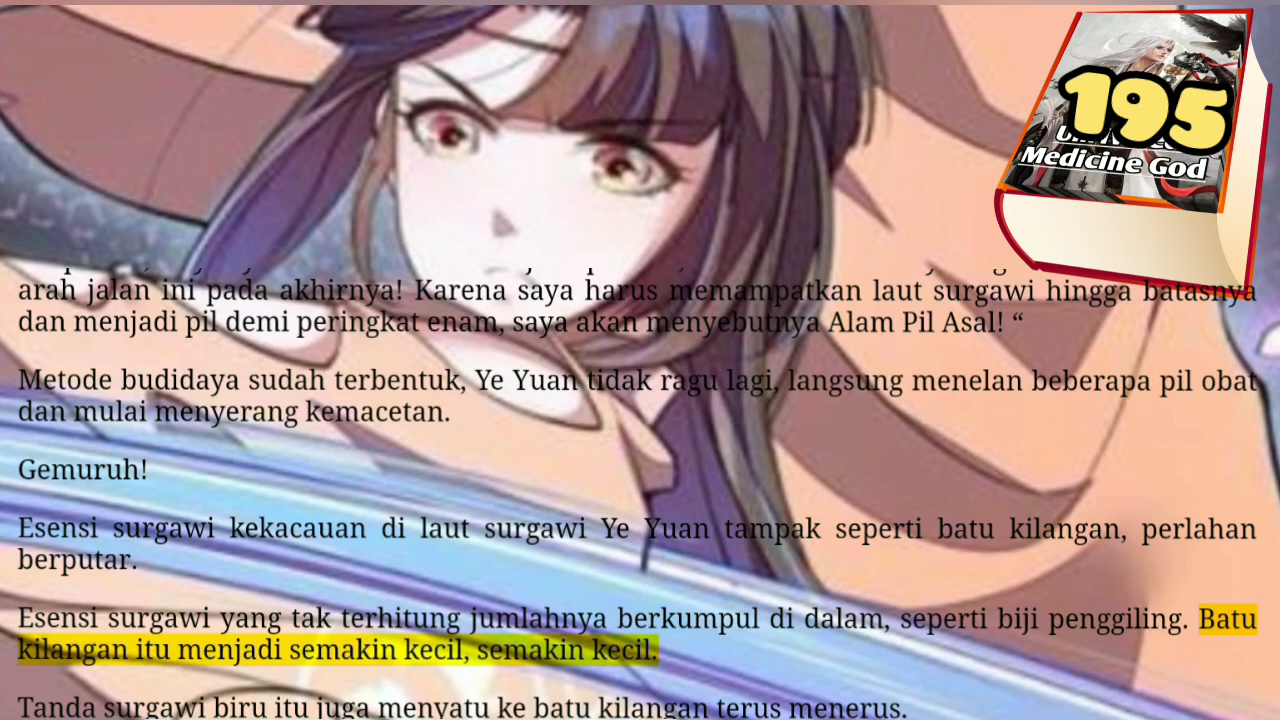 195
Medicine God
arah jalan ini pada akhirnya! Karena saya harus memampatkan laut surgawi hingga batasnya
dan menjadi pil demi peringkat enam, saya akan menyebutnya Alam Pil Asal! “
Metode budidaya sudah terbentuk, Ye Yuan tidak ragu lagi, langsung menelan beberapa pil obat
dan mulai menyerang kemacetan.
Gemuruh!
Esensi surgawi kekacauan di laut surgawi Ye Yuan tampak seperti batu kilangan, perlahan
berputar.
Esensi surgawi yang tak terhitung jumlahnya berkumpul di dalam, seperti biji penggiling. Batu
kilangan itu menjadi semakin kecil, semakin kecil.
Tanda surgawi biru itu juga menyatu ke batu kilangan terus menerus.